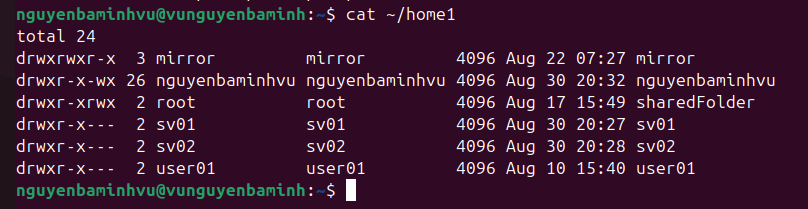 nguyenbaminhvu@vunguyenbaminh:~$ cat ~/home1
total 24
drwxrwxr-x  3 mirror         mirror         4096 Aug 22 07:27 mirror
drwxr-x-wx 26 nguyenbaminhvu nguyenbaminhvu 4096 Aug 30 20:32 nguyenbaminhvu
drwxr-xrwx  2 root           root           4096 Aug 17 15:49 sharedFolder
drwxr-x---  2 sv01           sv01           4096 Aug 30 20:27 sv01
drwxr-x---  2 sv02           sv02           4096 Aug 30 20:28 sv02
drwxr-x---  2 user01         user01         4096 Aug 10 15:40 user01
nguyenbaminhvu@vunguyenbaminh:~$